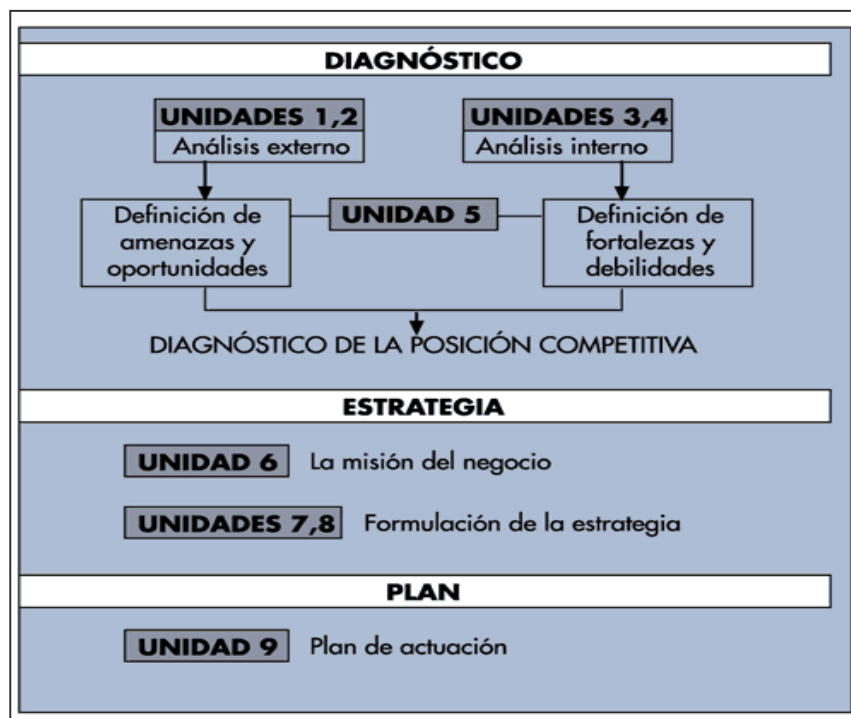 DIAGNÓSTICO
UNIDADES 1,2
Análisis externo
UNIDADES 3,4
Análisis interno
Definición de
amenazas y
oportunidades
UNIDAD 5
Definición de
fortalezas y
debilidades
DIAGNÓSTICO DE LA POSICIÓN COMPETITIVA
ESTRATEGIA
UNIDAD 6 La misión del negocio
UNIDADES 7,8 Formulación de la estrategia
PLAN
UNIDAD 9 Plan de actuación